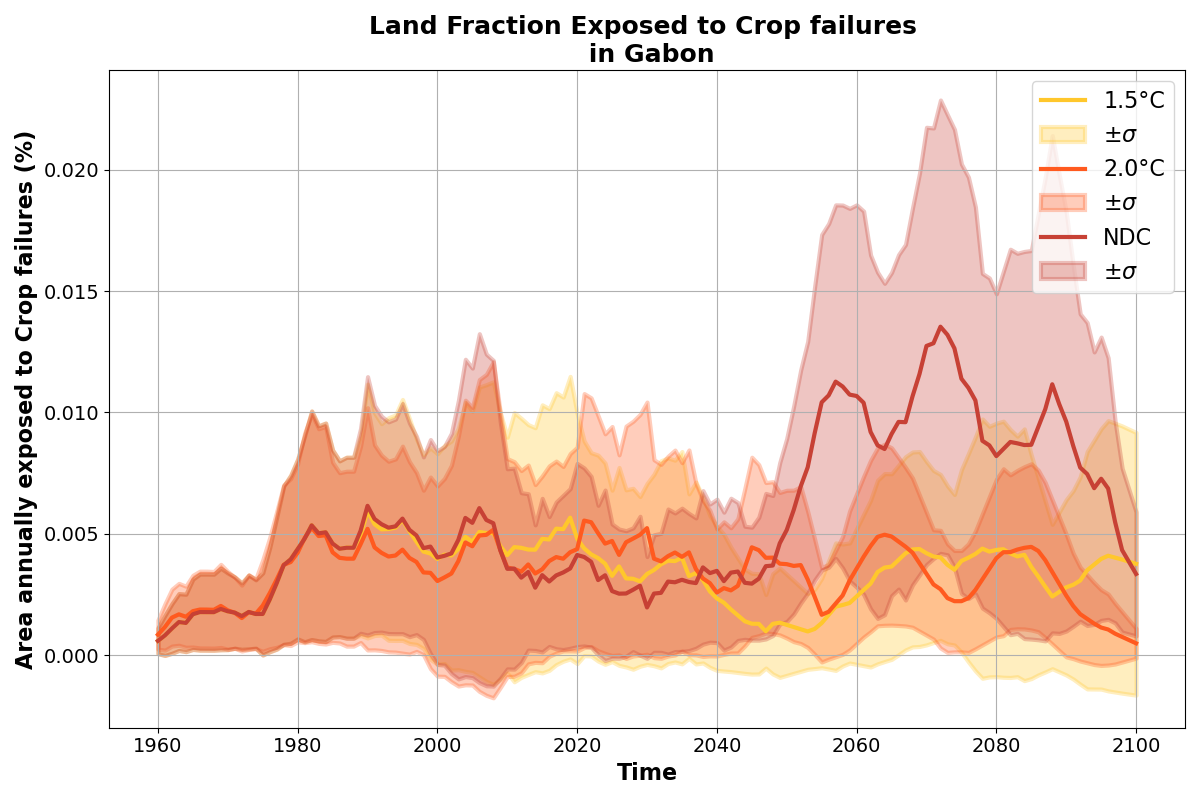 Land Fraction Exposed to Crop failures
in Gabon
Area annually exposed to Crop failures (%)
0.020
0.015
0.010
0.005
0.000
1.5°C
±σ
2.0°C
±σ
NDC
±σ
1960
1980
2000
2020
2040
2060
2080
2100
Time